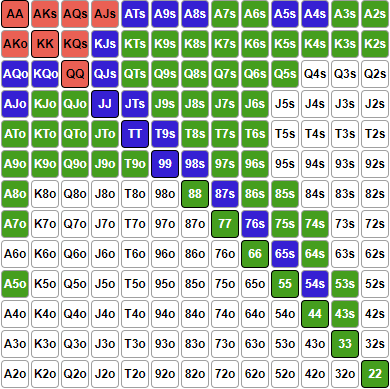 AA AKs AQs AJs ATs A9s A8s A7s A6s A5s A4s A3s A2s
AKo KK KQs KJs KTs K9s K8s K7s K6s K5s K4s K3s K2s
AQo KQo QQ QJs QTs Q9s Q8s Q7s Q6s Q5s Q4s Q3s Q2s
AJo KJo QJo JJ JTs J9s J8s J7s J6s J5s J4s J3s J2s
ATo KTo QTo JTo TT T9s T8s T7s T6s T5s T4s T3s T2s
A9o K9o Q9o J9o T9o 99 98s 97s 96s 95s 94s 93s 92s
A8o K8o Q8o J8o T8o 98o 88 87s 86s 85s 84s 83s 82s
A7o K7o Q7o J7o T7o 97o 87o 77 76s 75s 74s 73s 72s
A6o K6o Q6o J6o T6o 96o 86o 76o 66 65s 64s 63s 62s
A5o K5o Q5o J5o T5o 95o 85o 75o 65o 55 54s 53s 52s
A4o K4o Q4o J4o T4o 94o 84o 74o 64o 54o 44 43s 42s
A3o K3o Q3o J3o T3o 93o 83o 73o 63o 53o 43o 33 32s
A2o K2o Q2o J2o T2o 92o 82o 72o 62o 52o 42o 32o 22